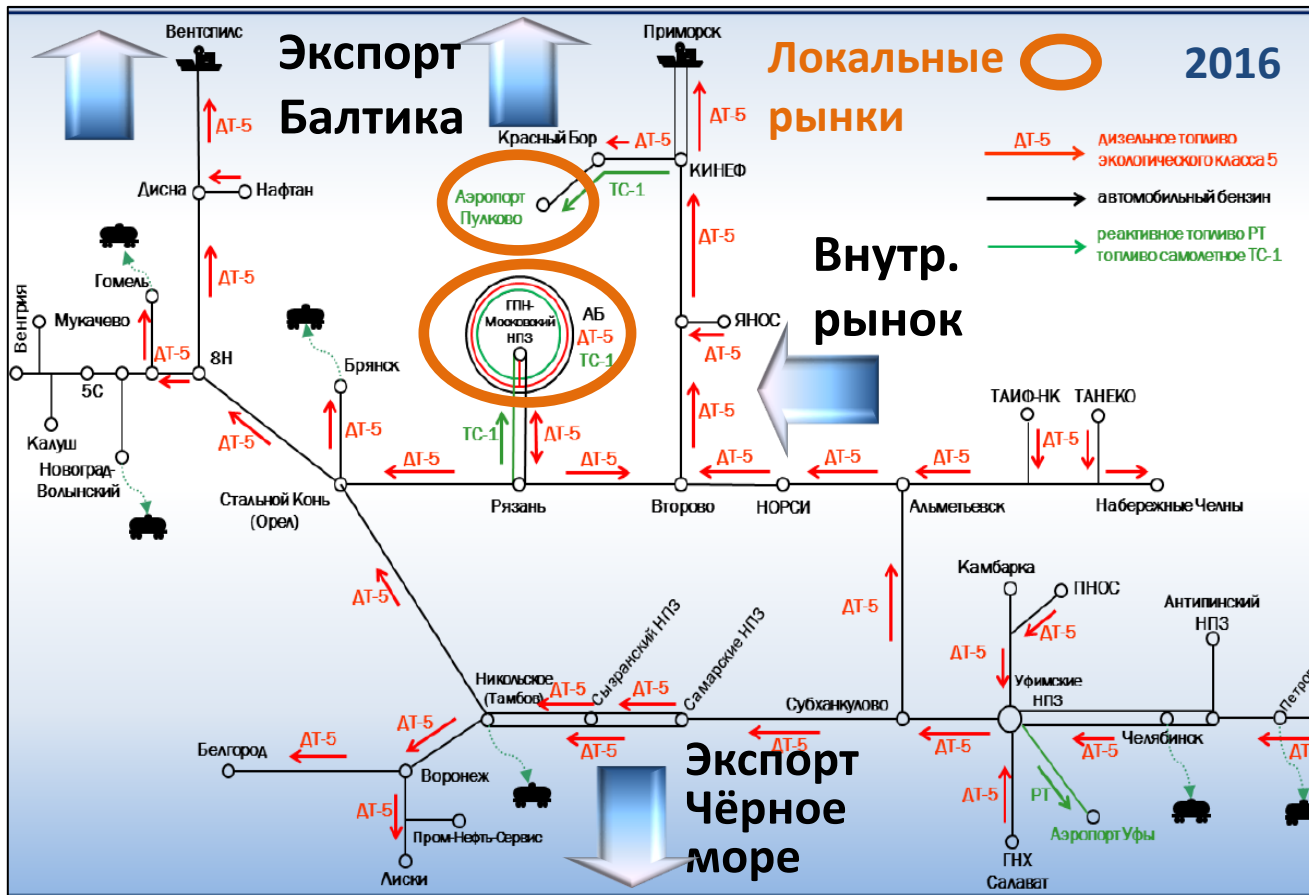 Вентспилс
Экспорт
Балтика
Приморск
Локальные
рынки
2016
ДТ-5
дизельное топливо
экологического класса 5
автомобильный бензин
реактивное топливо РТ
топливо самолетное ТС-1
ДТ-5
ДТ-5
Красный Бор
ДТ-5
КИНЕФ
ТС-1
Аэропорт
Пулково
Дисна
Нафтан
ДТ-5
Гомель
ДТ-5
Внутр.
рынок
Венгрия
Мукачево
ДТ-5
8Н
5С
Калуш
Новоград-
Волынский
Брянск
ДТ-5
ГПН-
Московский
НПЗ
АБ
ДТ-5
ТС-1
ЯНОС
ДТ-5
ДТ-5
ТАИФ-НК
ТАНЕКО
ДТ-5
ДТ-5
ТС-1
ДТ-5
ДТ-5
ДТ-5
ДТ-5
ДТ-5
ДТ-5
Стальной Конь
(Орел)
Рязань
Второво
НОРСИ
Альметьевск
Набережные Челны
ДТ-5
ДТ-5
Камбарка
ПНОС
ДТ-5
ДТ-5
Антипинский
НПЗ
Уфимские
НПЗ
Никольское
(Тамбов)
Сызранский НПЗ
Самарские НПЗ
ДТ-5
ДТ-5
ДТ-5
ДТ-5
Субханкулово
ДТ-5
ДТ-5
Челябинск
ДТ-5
Белгород
ДТ-5
ДТ-5
Воронеж
ДТ-5
Пром-Нефть-Сервис
Лиски
Экспорт
Чёрное
море
ДТ-5
РТ
Аэропорт Уфы
ГНХ
Салават